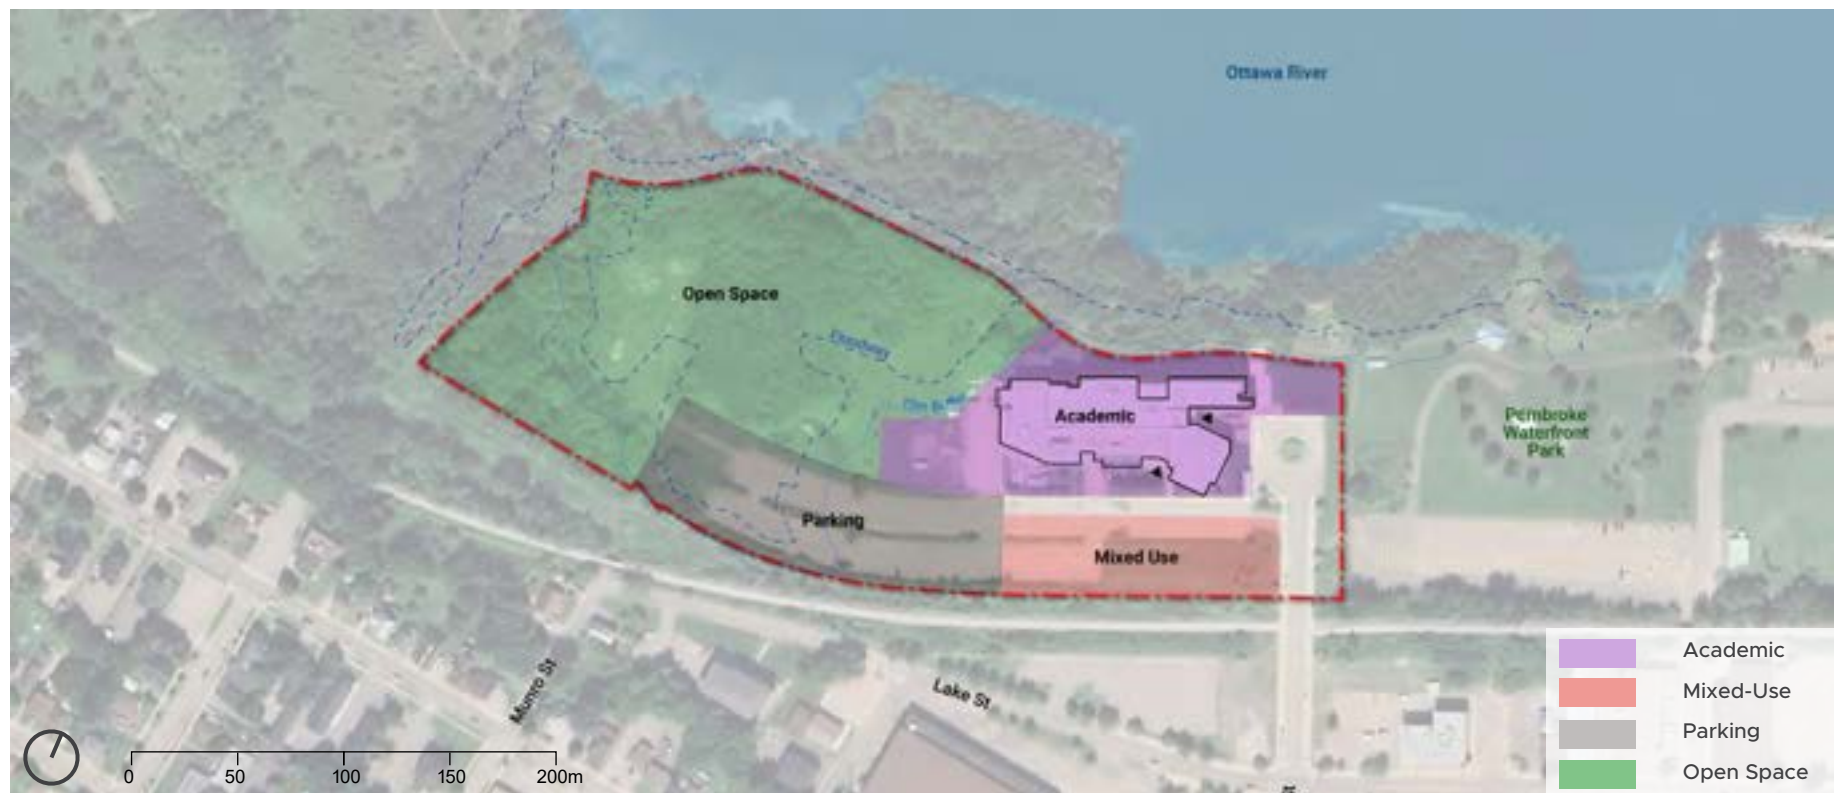 Ottawa River
Open Space
Floodway
Academic
Pembroke
Waterfront
Park
Parking
Mixed Use
Munro St
Lake St
0 50 100 150 200m
Academic
Mixed-Use
Parking
Open Space